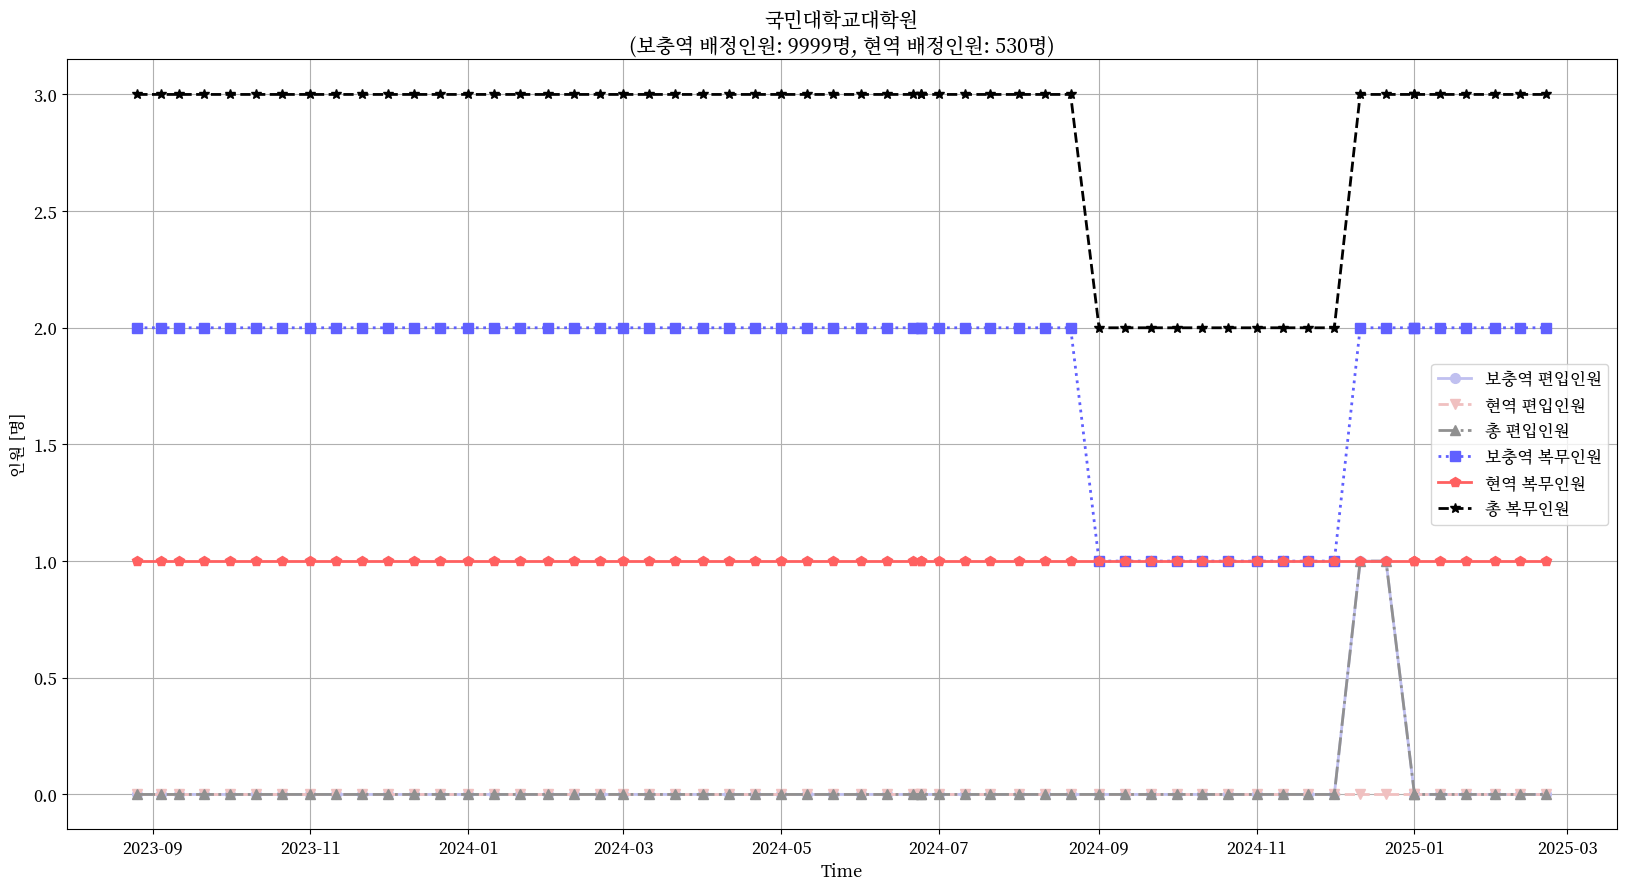 국민대학교대학원
(보충역 배정인원: 9999명, 현역 배정인원: 530명)
인원 [명]
3.0
2.5
2.0
1.5
1.0
0.5
0.0
보충역 편입인원
현역 편입인원
총 편입인원
보충역 복무인원
현역 복무인원
총 복무인원
2023-09 2023-11 2024-01 2024-03 2024-05 2024-07 2024-09 2024-11 2025-01 2025-03
Time